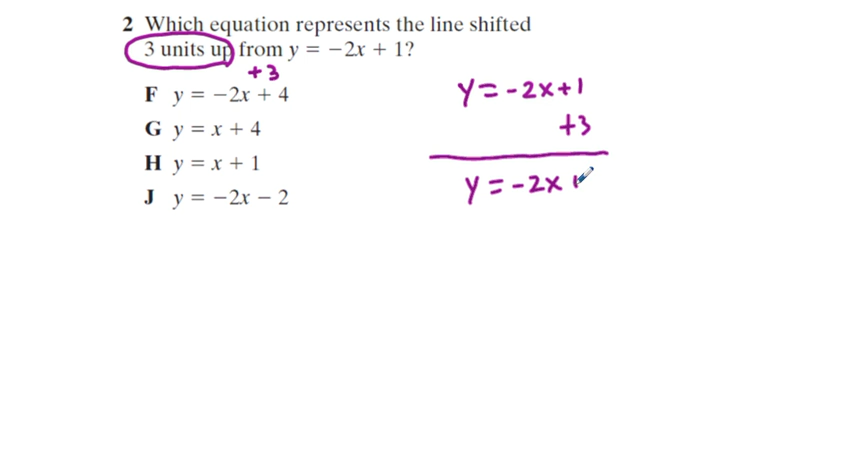 2 Which equation represents the line shifted
3 units up from y = −2x + 1?
+3
F y = −2x + 4
G y = x + 4
H y = x + 1
J y = −2x − 2
y = -2x+1
+3
y = -2x